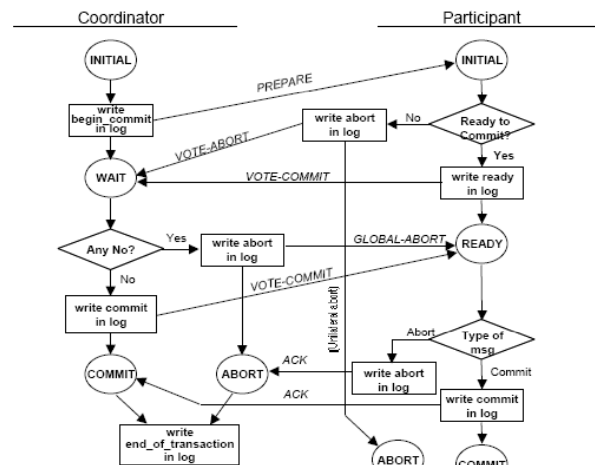 Coordinator
Participant
INITIAL
INITIAL
PREPARE
write
begin_commit
in log
write abort
in log
No
Ready to
Commit?
VOTE-ABORT
Yes
WAIT
VOTE-COMMIT
write ready
in log
Any No?
Yes
write abort
in log
GLOBAL-ABORT
READY
No
VOTE-COMMIT
write commit
in log
(Unilateral abort)
Abort
Type of
msg
COMMIT
ABORT
ACK
write abort
in log
Commit
ACK
write commit
in log
write
end_of_transaction
in log
ABORT
COMMIT